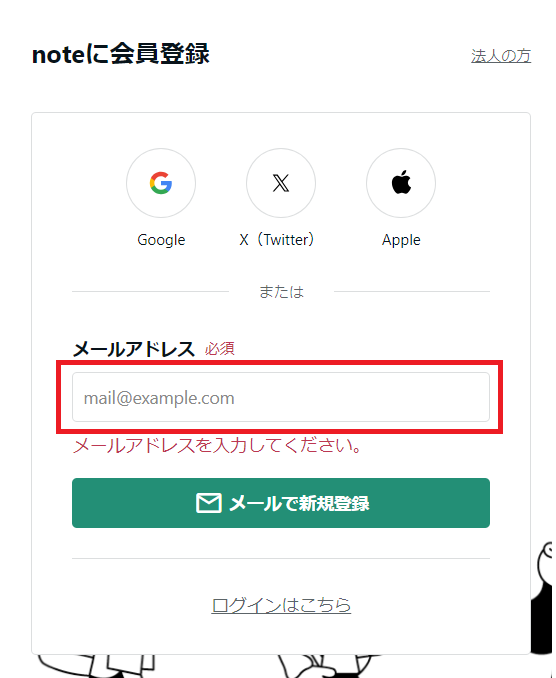 noteに会員登録
法人の方
Google
X（Twitter）
Apple
または
メールアドレス 必須
mail@example.com
メールアドレスを入力してください。
メールで新規登録
ログインはこちら